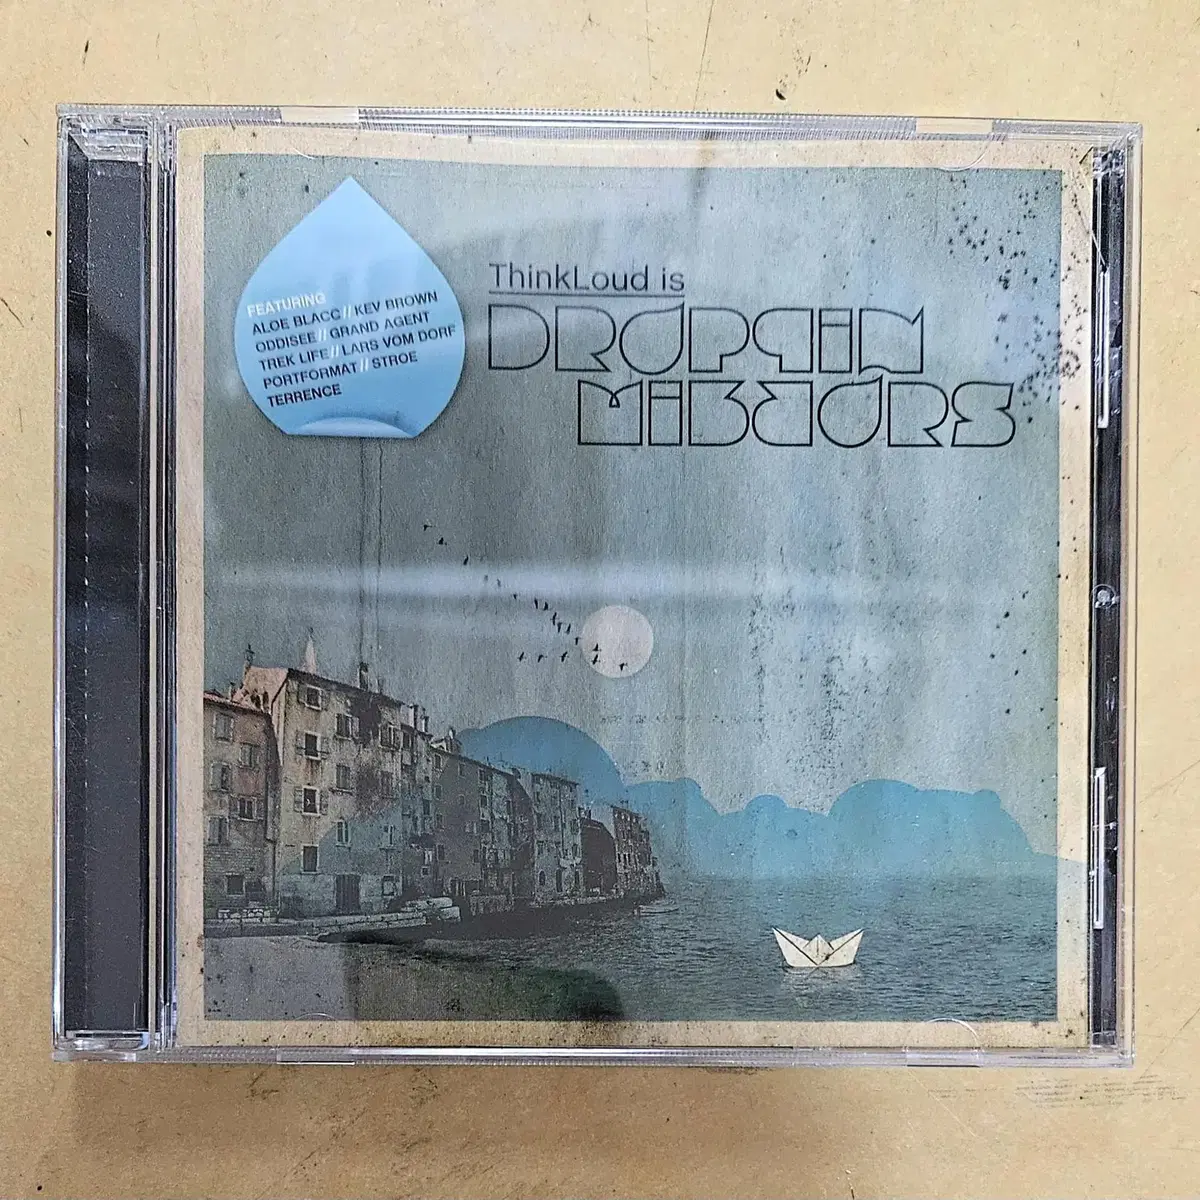 ThinkLoud is
DROPPIN
MIRRORS
FEATURING
ALOE BLACC // KEV BROWN
ODDISEE // GRAND AGENT
TREK LIFE // LARS VOM DORF
PORTFORMAT // STROE
TERRENCE